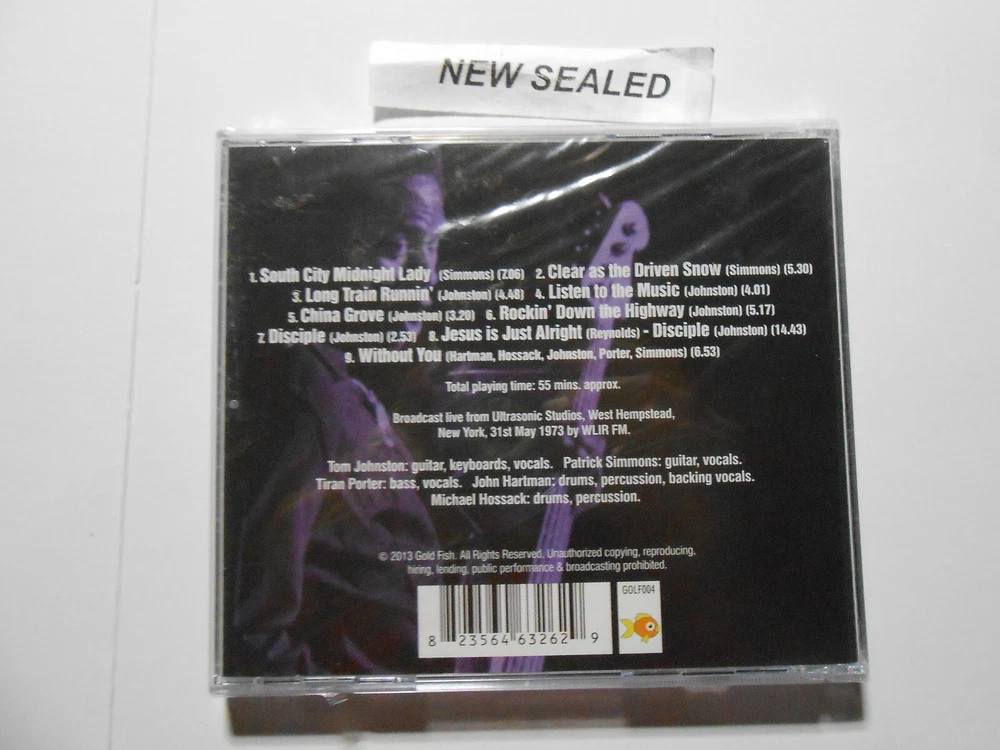 NEW SEALED
1. South City Midnight Lady (Simmons) (7.06) 2. Clear as the Driven Snow (Simmons) (5.30)
3. Long Train Runnin' (Johnston) (4.48) 4. Listen to the Music (Johnston) (4.01)
5. China Grove (Johnston) (3.20) 6. Rockin' Down the Highway (Johnston) (5.17)
7. Disciple (Johnston) (2.53) 8. Jesus is Just Alright (Reynolds) - Disciple (Johnston) (14.43)
9. Without You (Hartman, Hossack, Johnston, Porter, Simmons) (6.53)
Total playing time: 55 mins. approx.
Broadcast live from Ultrasonic Studios, West Hempstead,
New York, 31st May 1973 by WLIR FM.
Tom Johnston: guitar, keyboards, vocals. Patrick Simmons: guitar, vocals.
Tiran Porter: bass, vocals. John Hartman: drums, percussion, backing vocals.
Michael Hossack: drums, percussion.
© 2013 Gold Fish. All Rights Reserved. Unauthorized copying, reproducing,
hiring, lending, public performance & broadcasting prohibited.
GOLF004
8 23564 63262 9